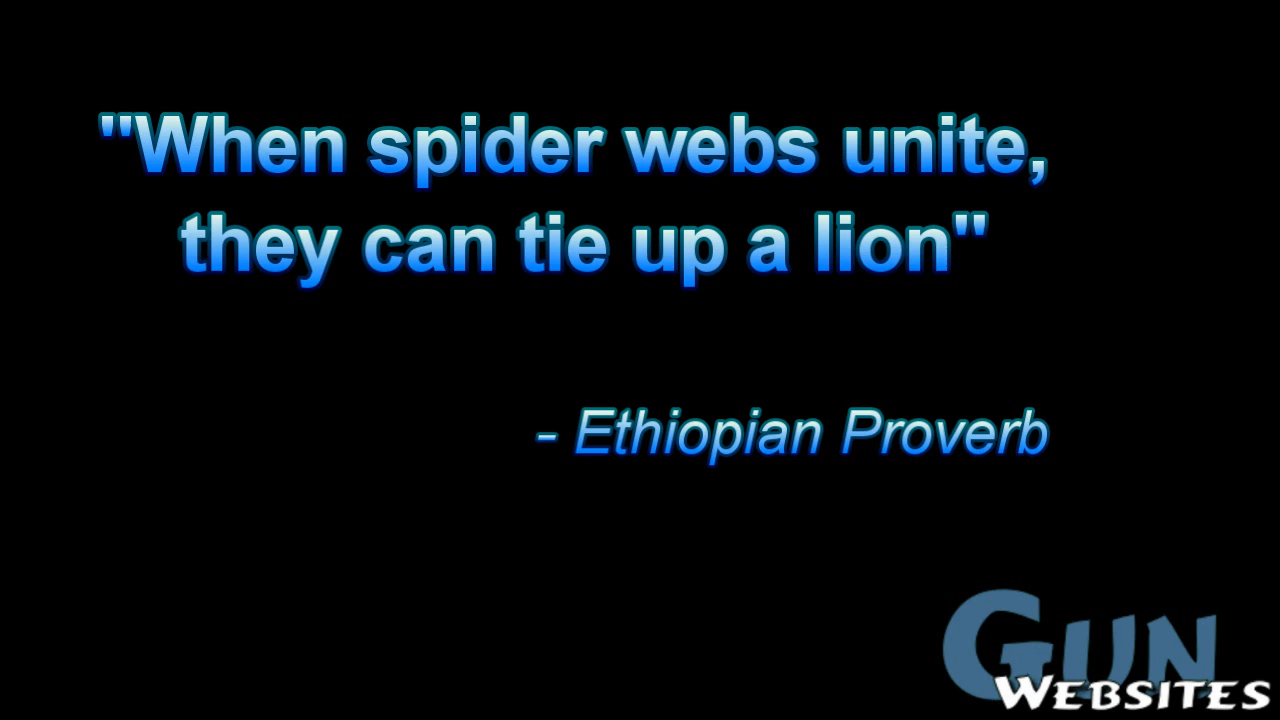 "When spider webs unite,
they can tie up a lion"
- Ethiopian Proverb
GUN
WEBSITES